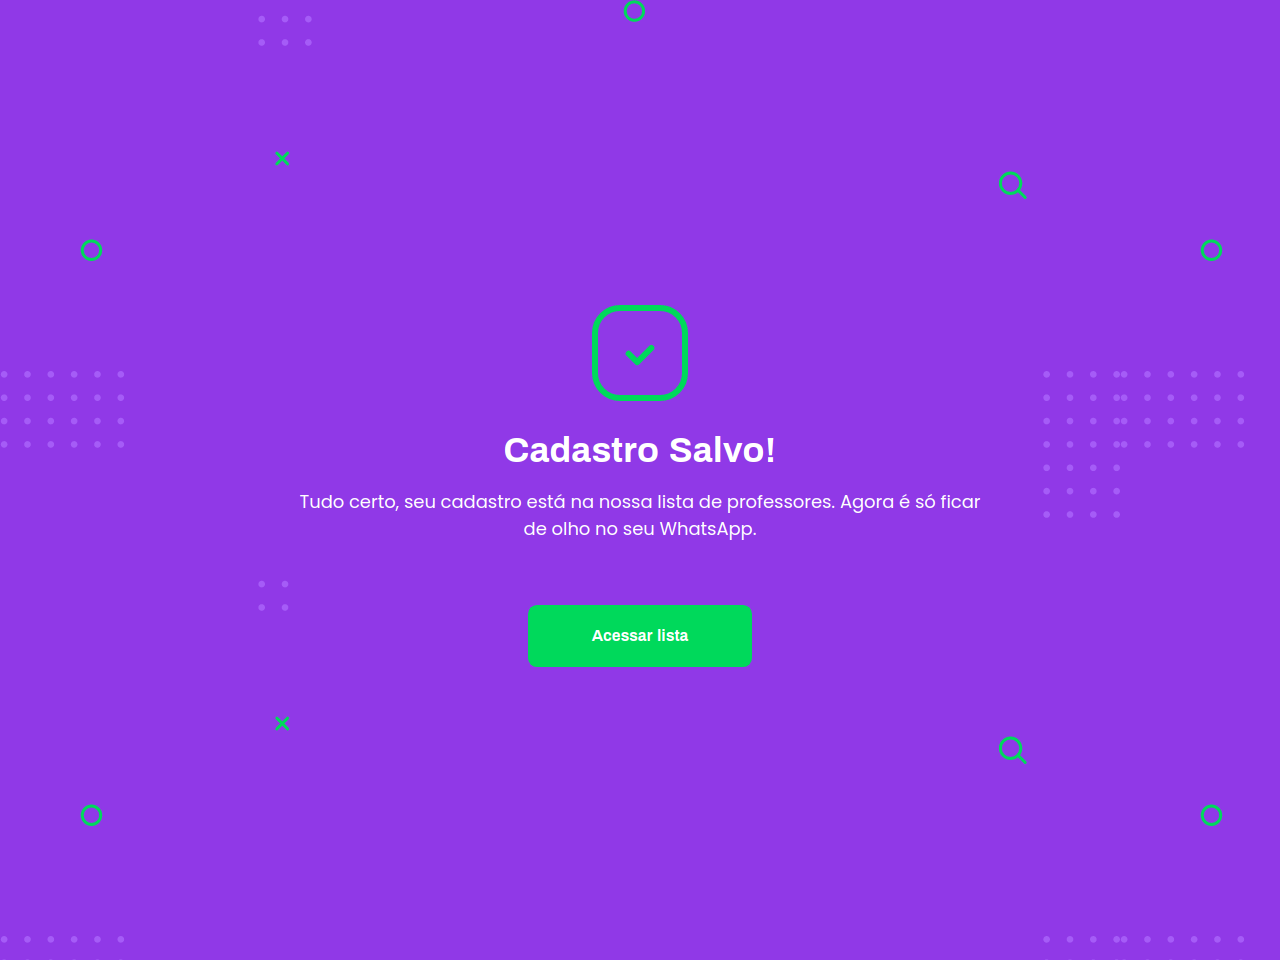 Cadastro Salvo!
Tudo certo, seu cadastro está na nossa lista de professores. Agora é só ficar
de olho no seu WhatsApp.
Acessar lista